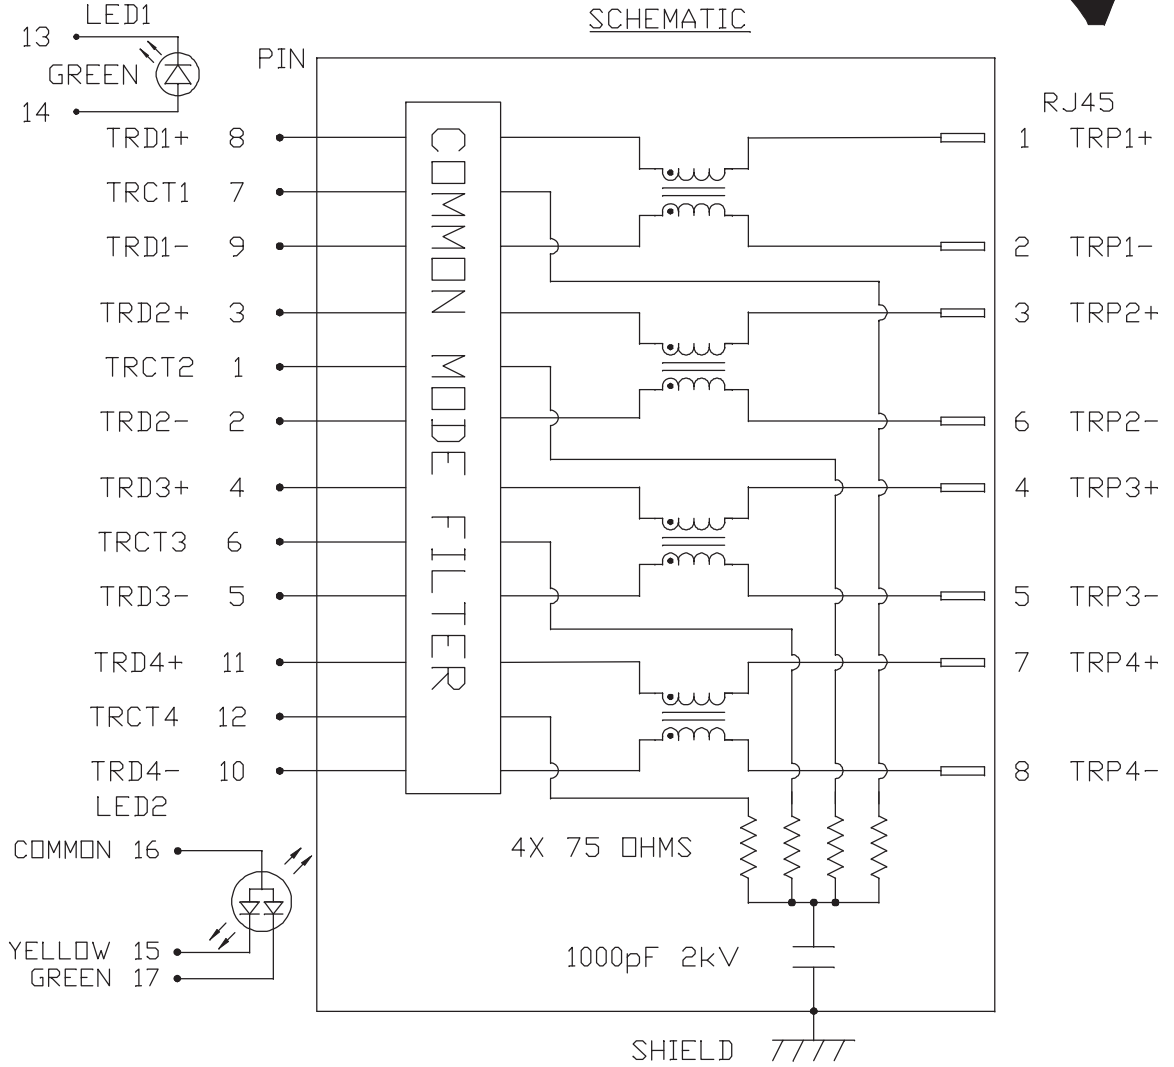 SCHEMATIC
LED1
13
GREEN
14
PIN
RJ45
TRD1+ 8
1 TRP1+
TRCT1 7
TRD1- 9
2 TRP1-
TRD2+ 3
3 TRP2+
TRCT2 1
TRD2- 2
6 TRP2-
TRD3+ 4
4 TRP3+
TRCT3 6
TRD3- 5
5 TRP3-
TRD4+ 11
7 TRP4+
TRCT4 12
TRD4- 10
8 TRP4-
COMMON MODE FILTER
LED2
COMMON 16
4X 75 OHMS
YELLOW 15
GREEN 17
1000pF 2kV
SHIELD